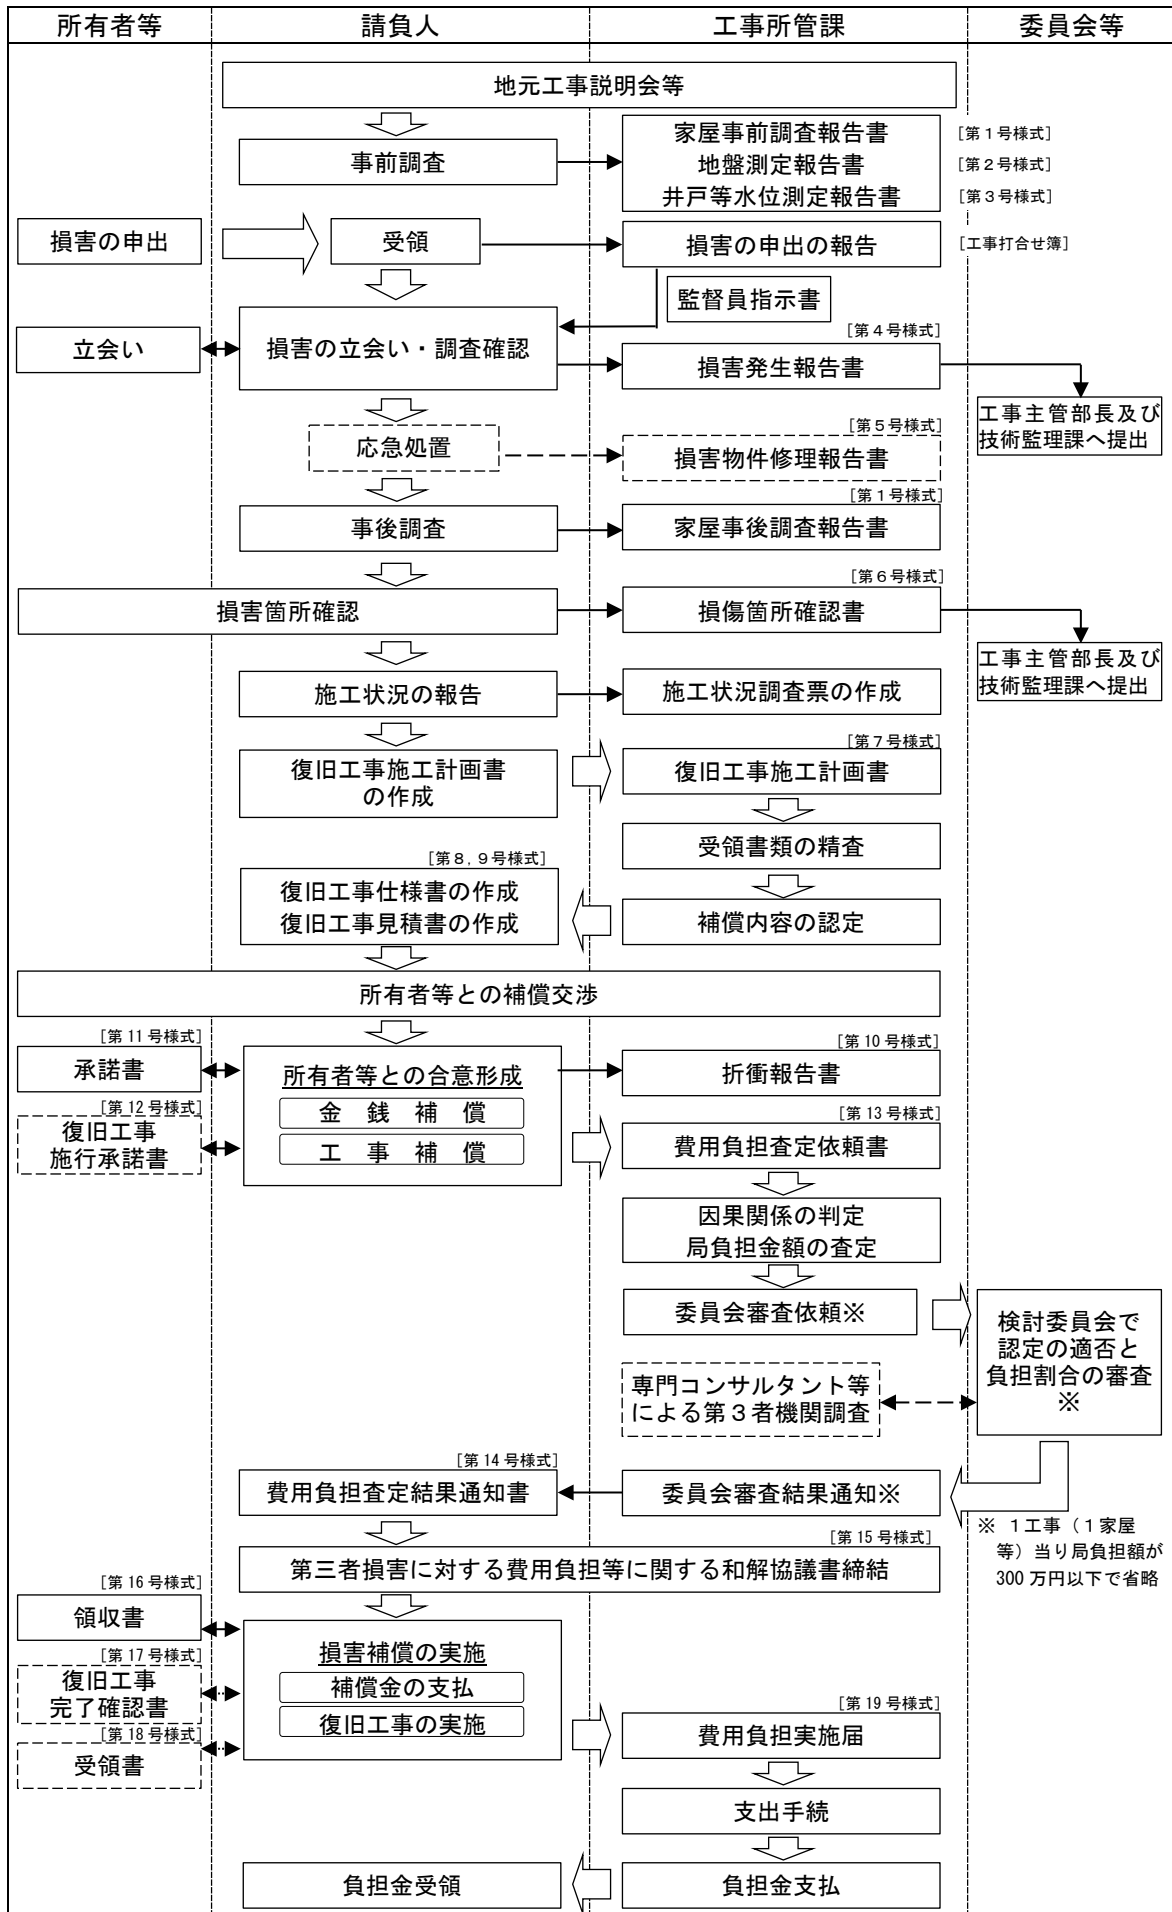 所有者等
請負人
工事所管課
委員会等
地元工事説明会等
事前調査
家屋事前調査報告書
[第１号様式]
地盤測定報告書
[第２号様式]
井戸等水位測定報告書
[第３号様式]
損害の申出
受領
損害の申出の報告
[工事打合せ簿]
監督員指示書
立会い
損害の立会い・調査確認
[第４号様式]
損害発生報告書
工事主管部長及び
技術監理課へ提出
応急処置
[第５号様式]
損害物件修理報告書
[第１号様式]
事後調査
家屋事後調査報告書
[第６号様式]
損害箇所確認
損傷箇所確認書
工事主管部長及び
技術監理課へ提出
施工状況の報告
施工状況調査票の作成
[第７号様式]
復旧工事施工計画書
の作成
復旧工事施工計画書
受領書類の精査
[第８,９号様式]
復旧工事仕様書の作成
復旧工事見積書の作成
補償内容の認定
所有者等との補償交渉
[第11号様式]
承諾書
所有者等との合意形成
金銭補償
工事補償
[第10号様式]
折衝報告書
[第12号様式]
復旧工事
施行承諾書
[第13号様式]
費用負担査定依頼書
因果関係の判定
局負担金額の査定
委員会審査依頼※
検討委員会で
認定の適否と
負担割合の審査
※
専門コンサルタント等
による第３者機関調査
[第14号様式]
費用負担査定結果通知書
委員会審査結果通知※
※ １工事（１家屋
等）当り局負担額が
300万円以下で省略
[第15号様式]
第三者損害に対する費用負担等に関する和解協議書締結
[第16号様式]
領収書
損害補償の実施
補償金の支払
復旧工事の実施
[第17号様式]
復旧工事
完了確認書
[第18号様式]
受領書
[第19号様式]
費用負担実施届
支出手続
負担金受領
負担金支払